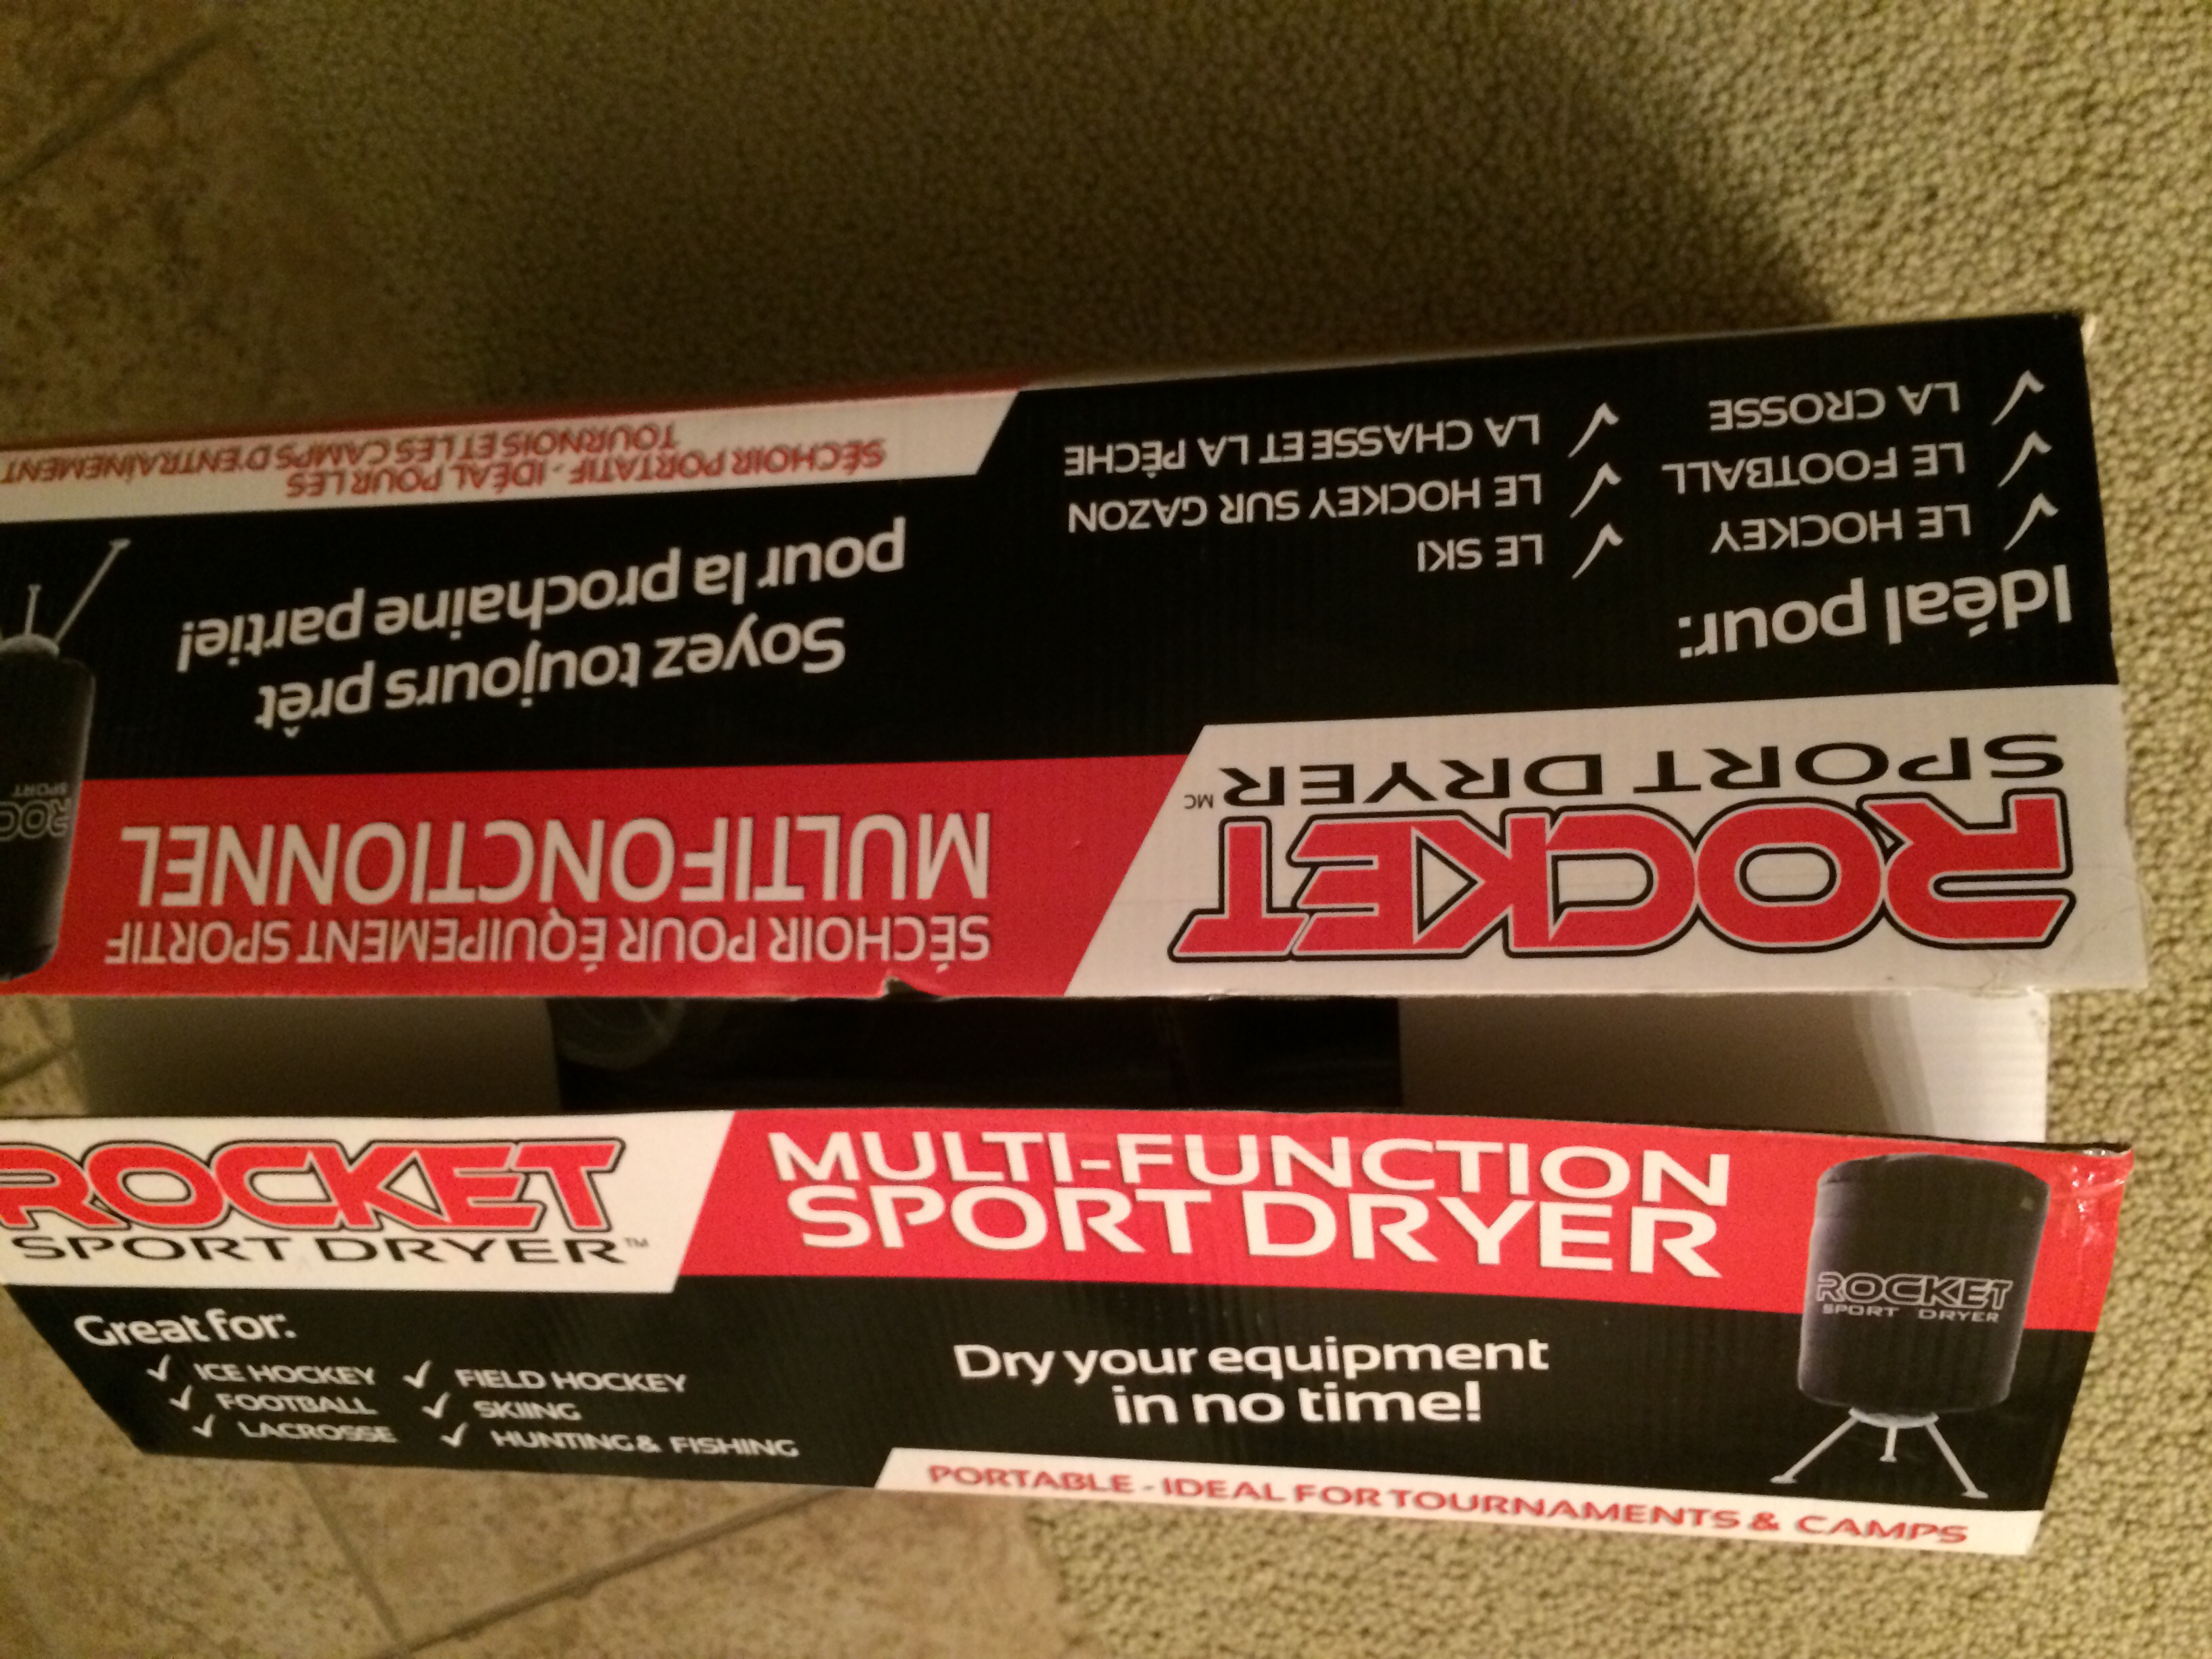 ROCKET
SPORT DRYER MC
SÉCHOIR POUR ÉQUIPEMENT SPORTIF
MULTIFONCTIONNEL
Idéal pour:
LE HOCKEY
LE FOOTBALL
LA CROSSE
LE SKI
LE HOCKEY SUR GAZON
LA CHASSE ET LA PÊCHE
Soyez toujours prêt
pour la prochaine partie!
SÉCHOIR PORTATIF - IDÉAL POUR LES
TOURNOIS ET LES CAMPS D'ENTRAÎNEMENT
ROC
SPORT
ROCKET
SPORT DRYER™
MULTI-FUNCTION
SPORT DRYER
Great for:
✓ ICE HOCKEY
✓ FOOTBALL
✓ LACROSSE
✓ FIELD HOCKEY
✓ SKIING
✓ HUNTING & FISHING
Dry your equipment
in no time!
PORTABLE - IDEAL FOR TOURNAMENTS & CAMPS
ROCKET
SPORT DRYER